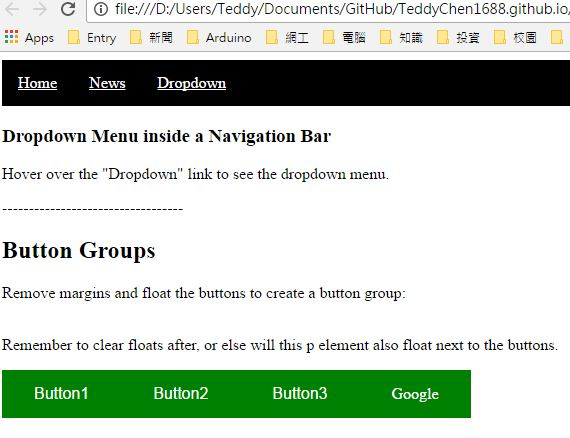 file:///D:/Users/Teddy/Documents/GitHub/TeddyChen1688.github.io/
Apps Entry 新聞 Arduino 網工 電腦 知識 投資 校園
Home News Dropdown
Dropdown Menu inside a Navigation Bar
Hover over the "Dropdown" link to see the dropdown menu.
----------------------------------
Button Groups
Remove margins and float the buttons to create a button group:
Remember to clear floats after, or else will this p element also float next to the buttons.
Button1 Button2 Button3 Google